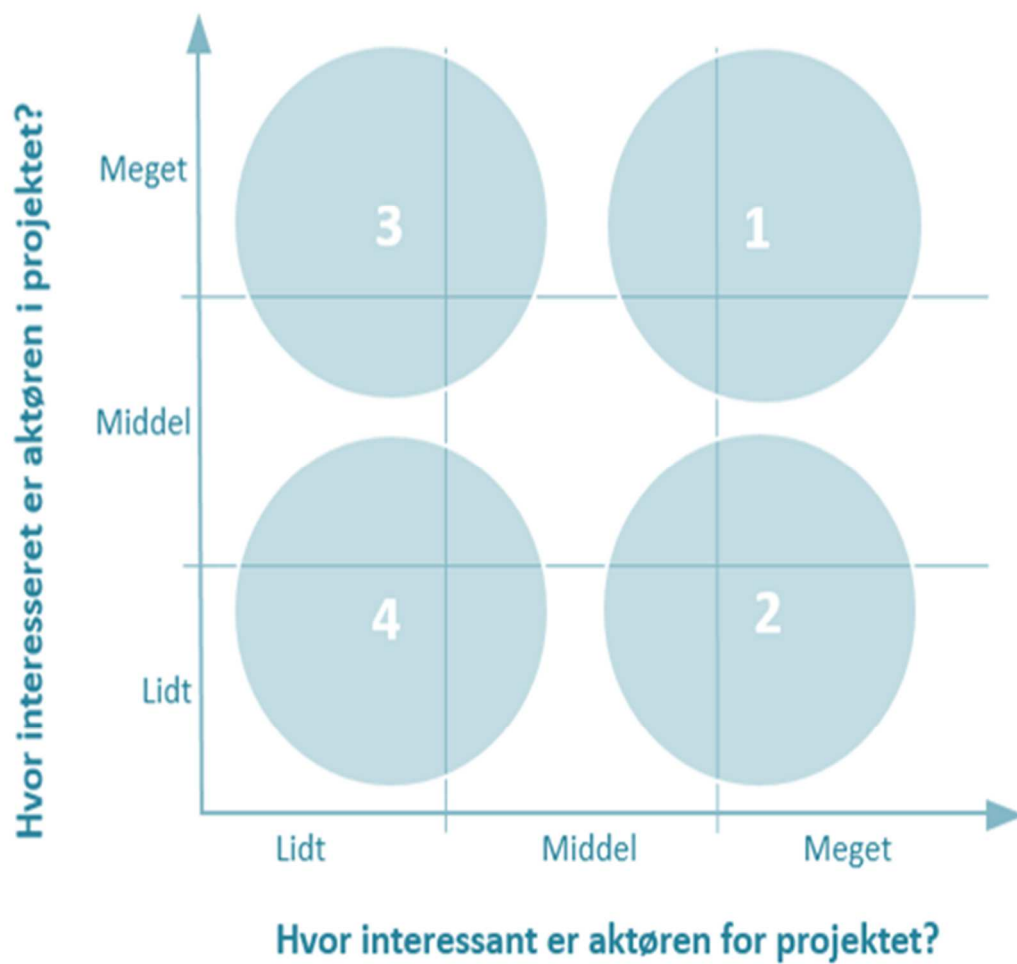 Hvor interesseret er aktøren i projektet?
Meget
3
1
Middel
4
2
Lidt
Lidt
Middel
Meget
Hvor interessant er aktøren for projektet?